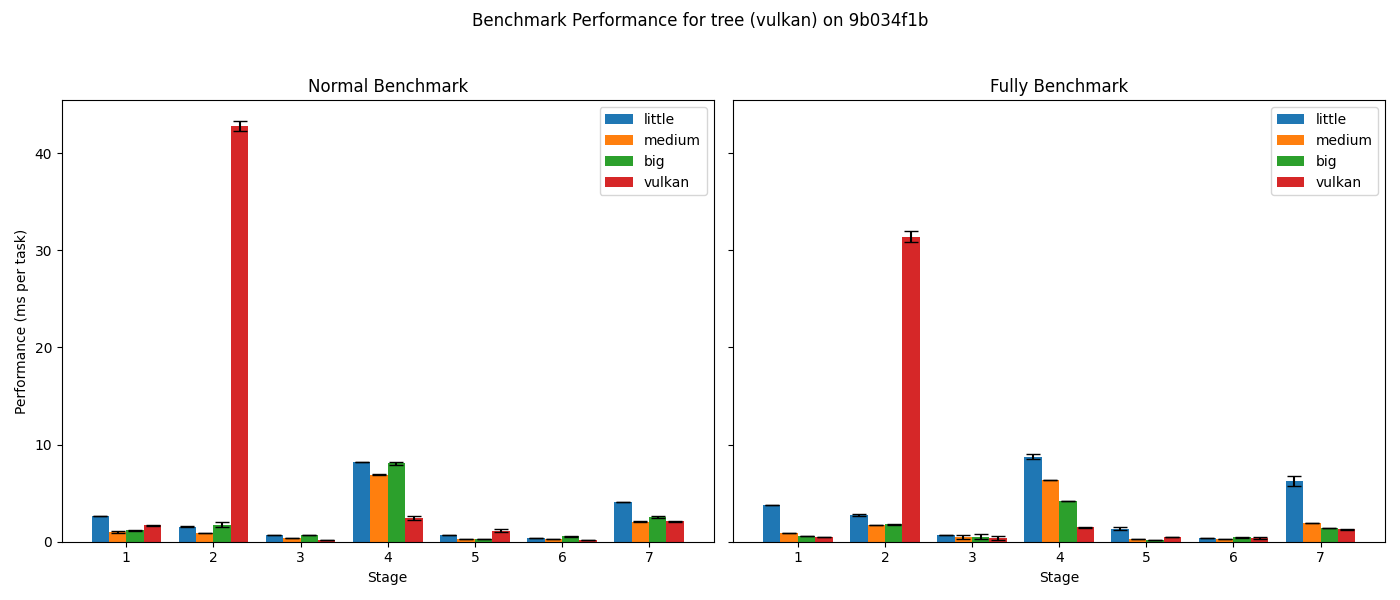 Benchmark Performance for tree (vulkan) on 9b034f1b
Normal Benchmark
Performance (ms per task)
40
30
20
10
0
1 2 3 4 5 6 7
Stage
little
medium
big
vulkan
Fully Benchmark
1 2 3 4 5 6 7
Stage
little
medium
big
vulkan